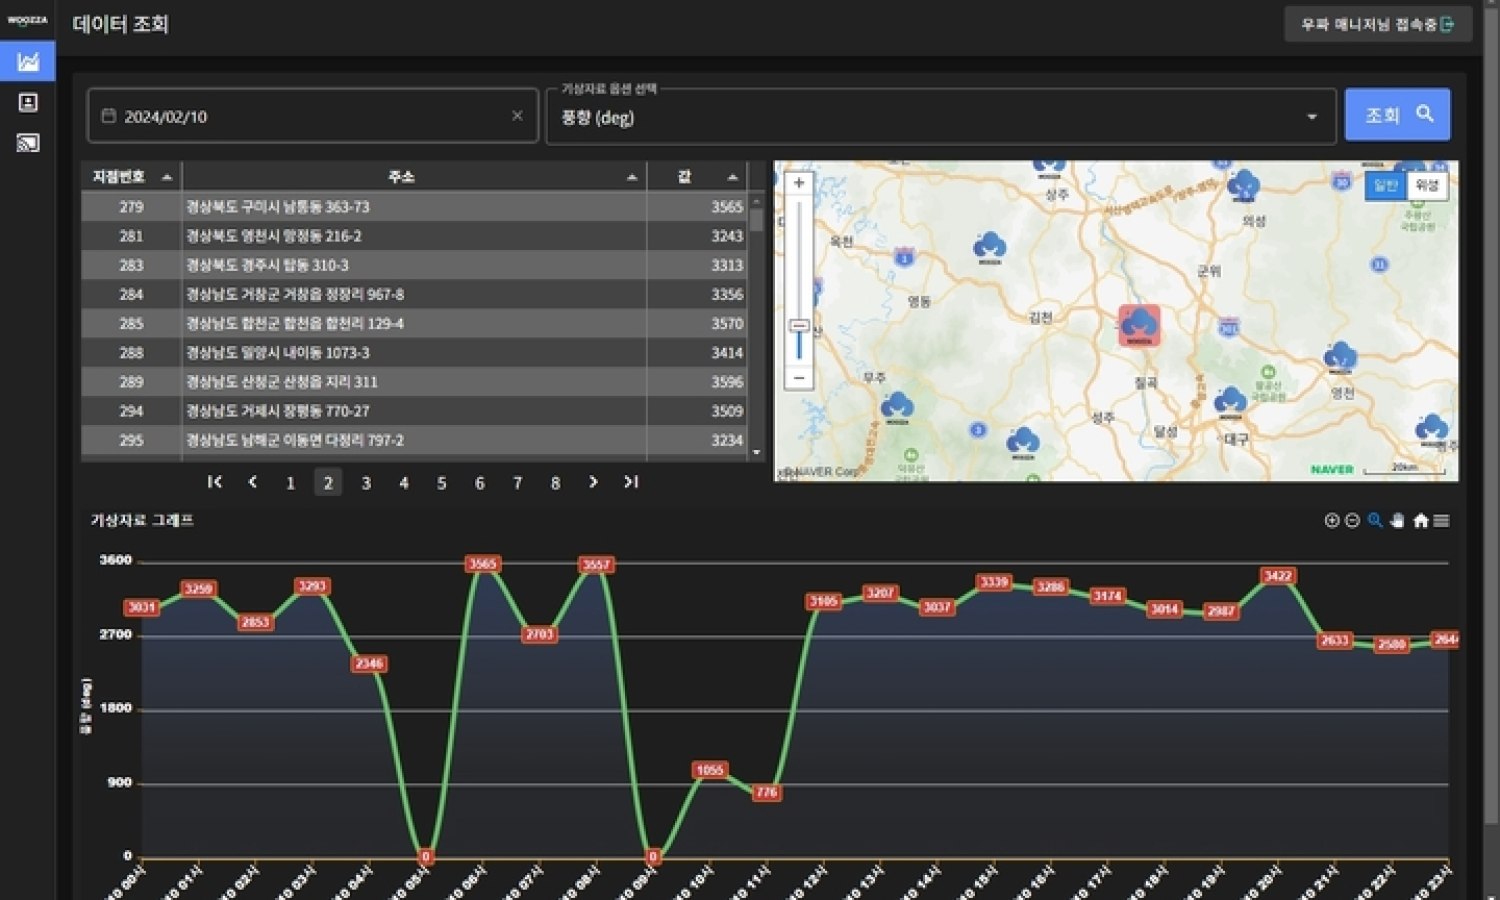 WOOZZA
데이터 조회
우짜 매니저님 접속중
2024/02/10
기상자료 옵션 선택
풍향 (deg)
조회
지점번호 주소 값
279 경상북도 구미시 남통동 363-73 3565
281 경상북도 영천시 망정동 216-2 3243
283 경상북도 경주시 탑동 310-3 3313
284 경상남도 거창군 거창읍 정장리 967-8 3356
285 경상남도 합천군 합천읍 합천리 129-4 3570
288 경상남도 밀양시 내이동 1073-3 3414
289 경상남도 산청군 산청읍 지리 311 3596
294 경상남도 거제시 장평동 770-27 3509
295 경상남도 남해군 이동면 다정리 797-2 3234
1 2 3 4 5 6 7 8
+
−
일반 위성
상주
의성
옥천
군위
영동
김천
무주
칠곡
성주
달성
대구
영천
팔공산
국립공원
덕유산
국립공원
NAVER Corp.
NAVER
20km
기상자료 그래프
풍향 (deg)
3600
2700
1800
900
0
3031
3259
2853
3293
2346
0
3565
2703
3557
0
1055
776
3105
3207
3037
3339
3286
3174
3014
2987
3422
2633
2580
264
10 00시
10 01시
10 02시
10 03시
10 04시
10 05시
10 06시
10 07시
10 08시
10 09시
10 10시
10 11시
10 12시
10 13시
10 14시
10 15시
10 16시
10 17시
10 18시
10 19시
10 20시
10 21시
10 22시
10 23시